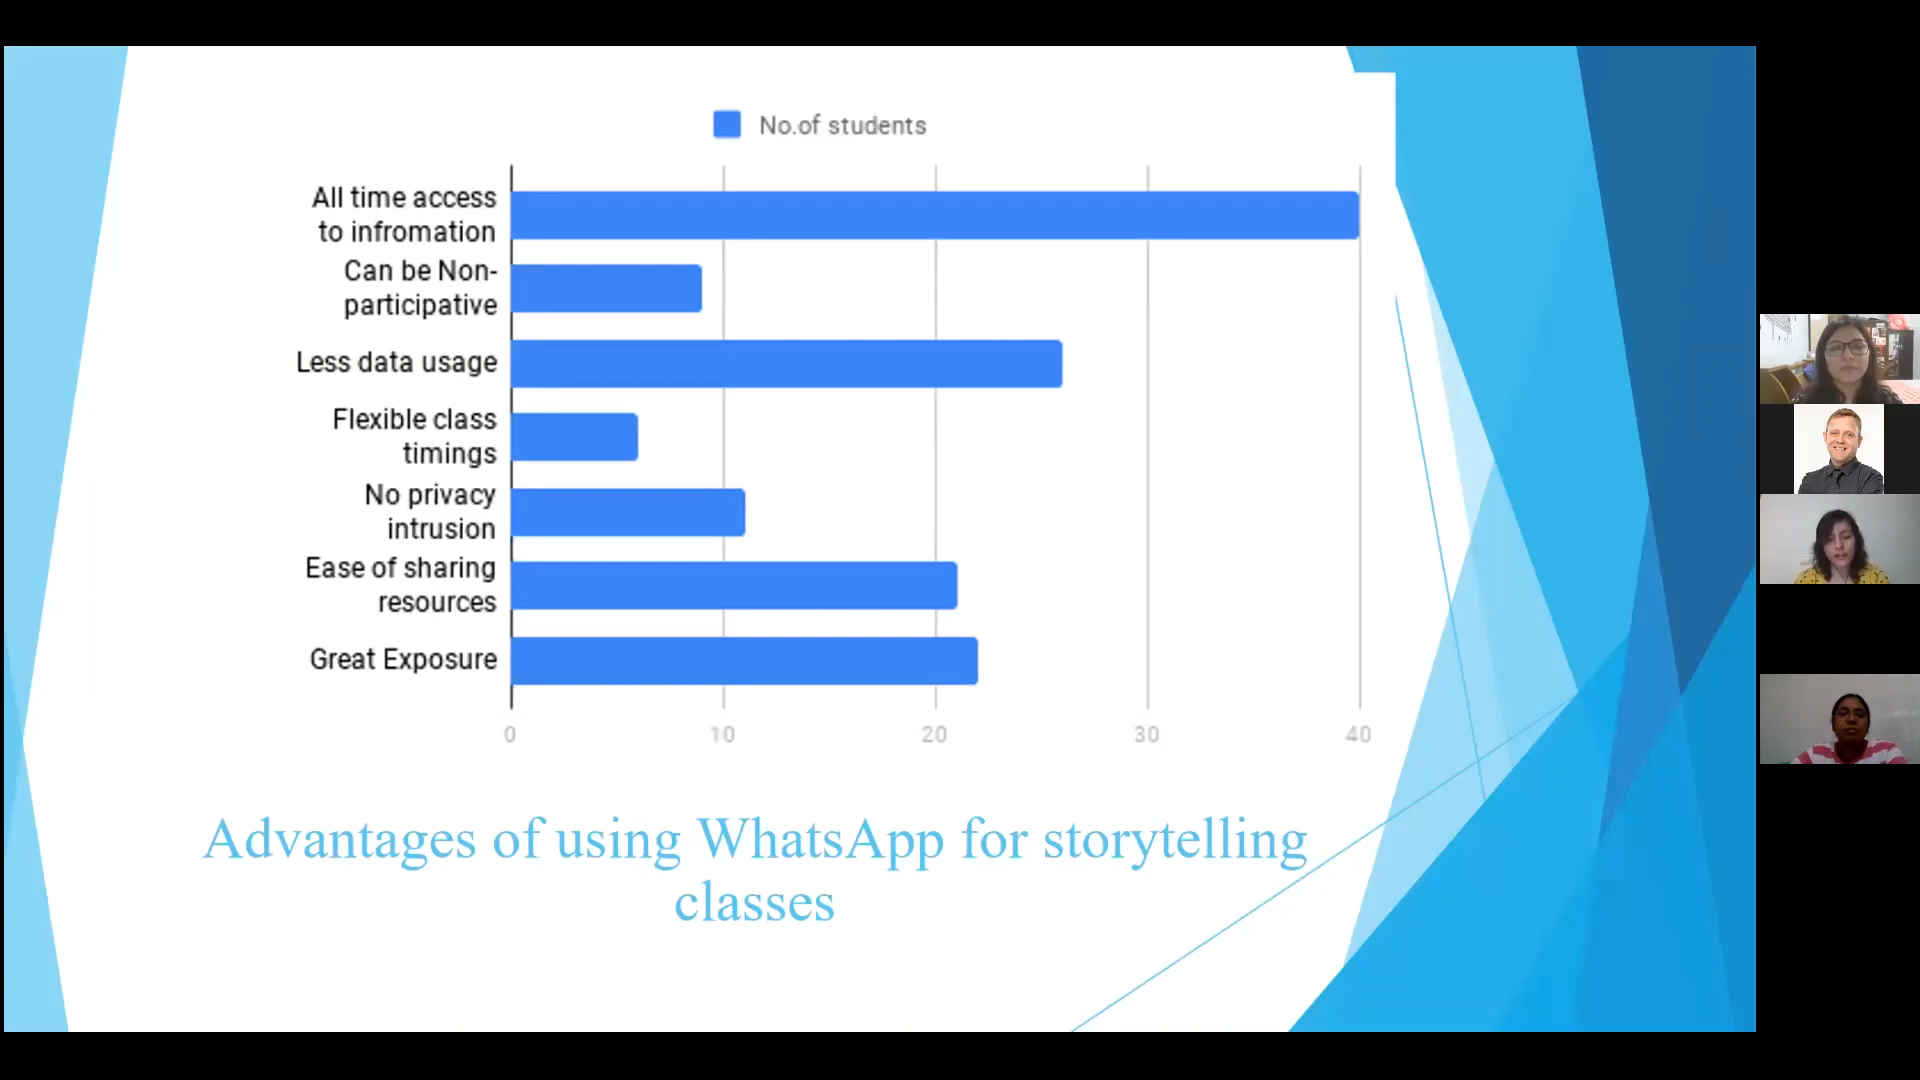 No.of students
All time access
to infromation
Can be Non-
participative
Less data usage
Flexible class
timings
No privacy
intrusion
Ease of sharing
resources
Great Exposure
0 10 20 30 40
Advantages of using WhatsApp for storytelling
classes